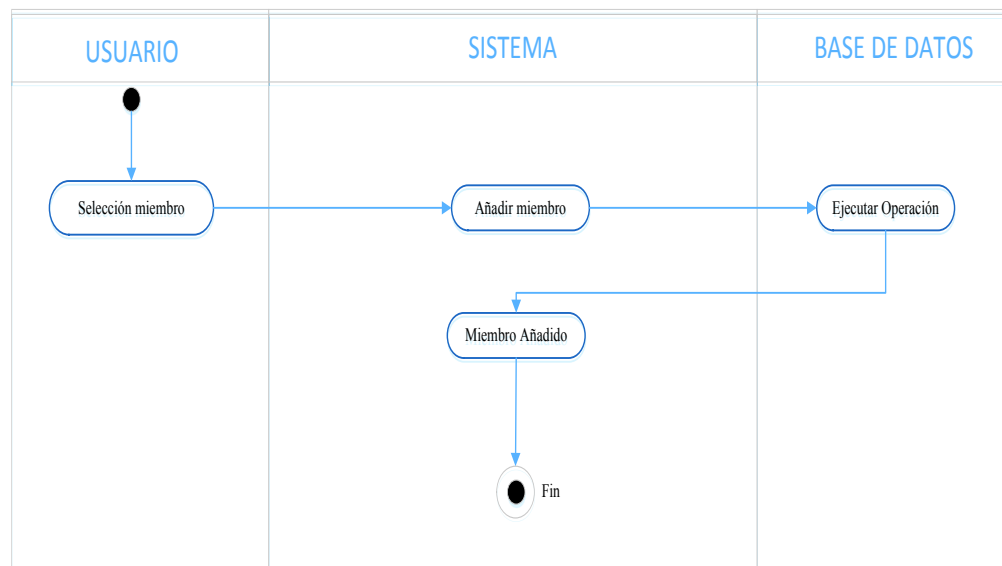 USUARIO
SISTEMA
BASE DE DATOS
Selección miembro
Añadir miembro
Ejecutar Operación
Miembro Añadido
Fin